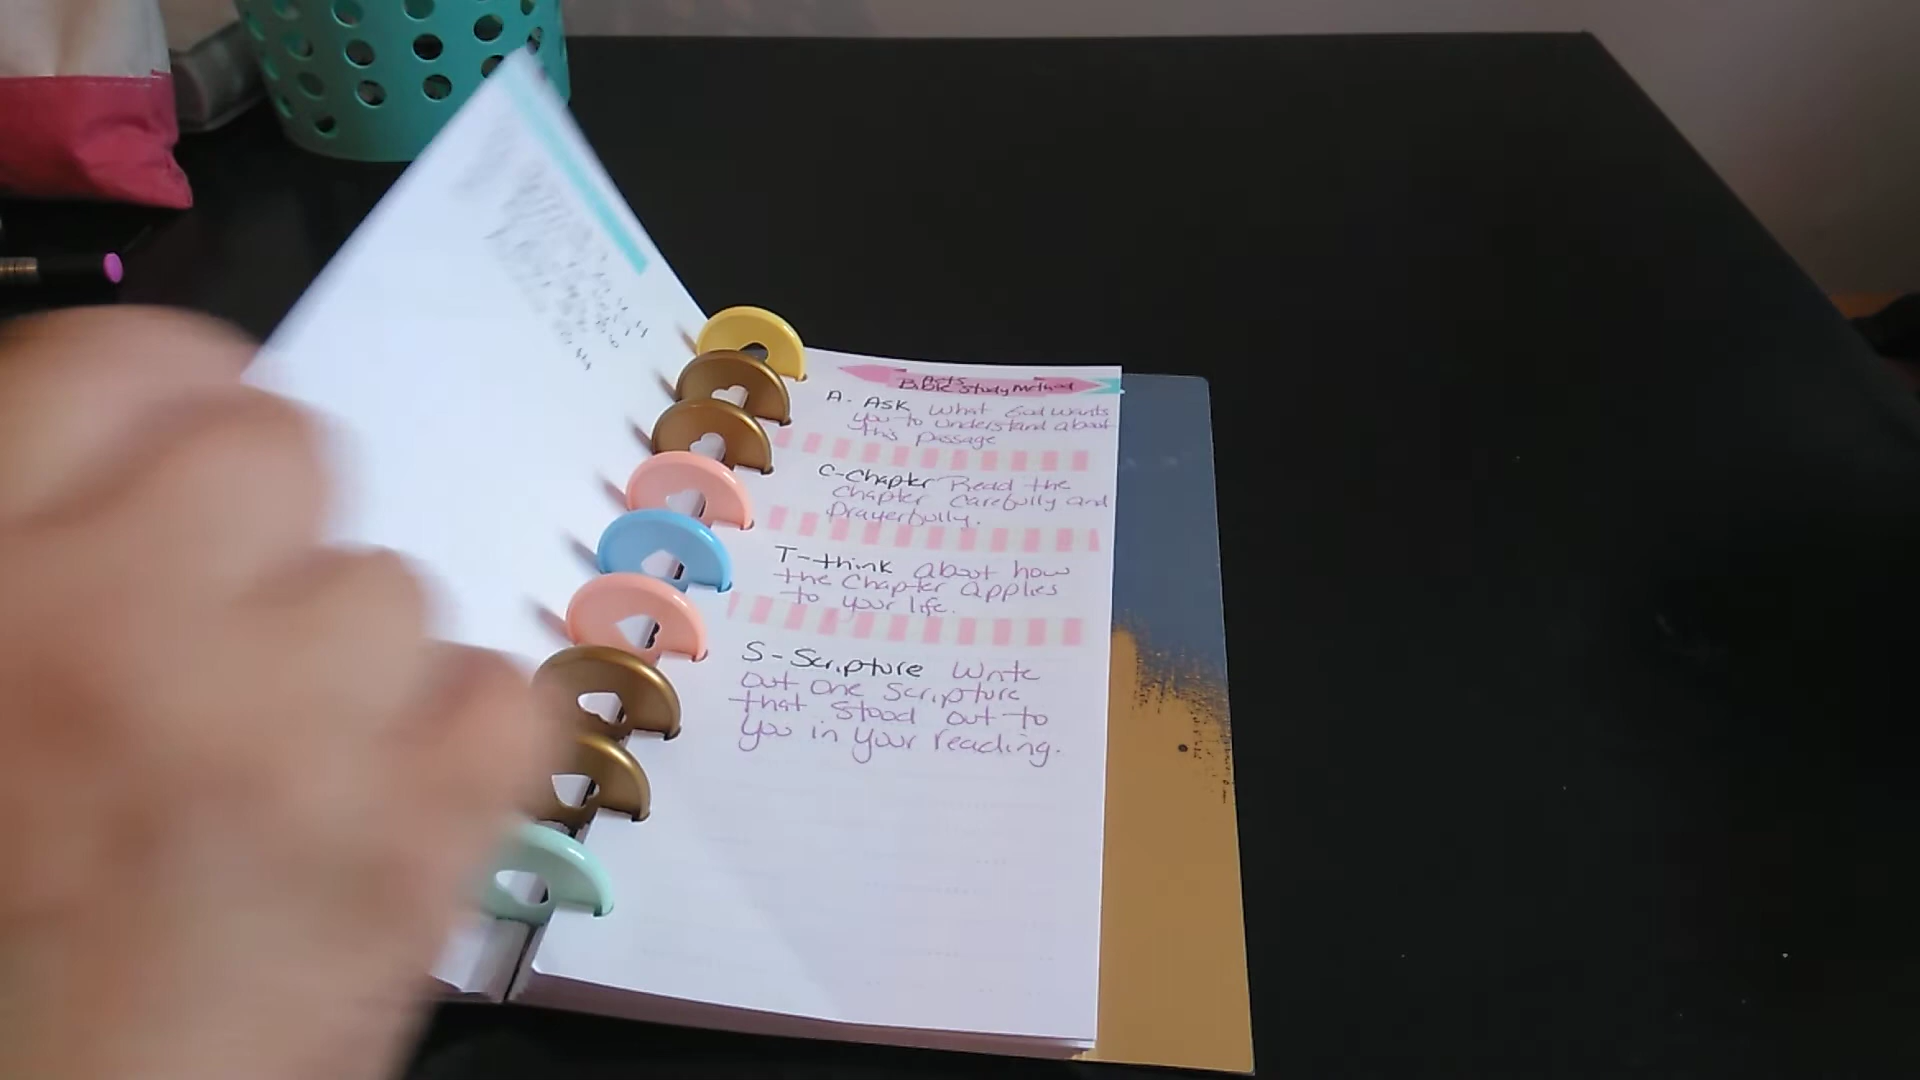 Acts
Bible Study Method
A. Ask What God wants
you to understand about
this passage
C-Chapter Read the
Chapter Carefully and
Prayerfully.
T-think about how
the Chapter applies
to your life.
S-Scripture Write
out one scripture
that stood out to
you in your reading.